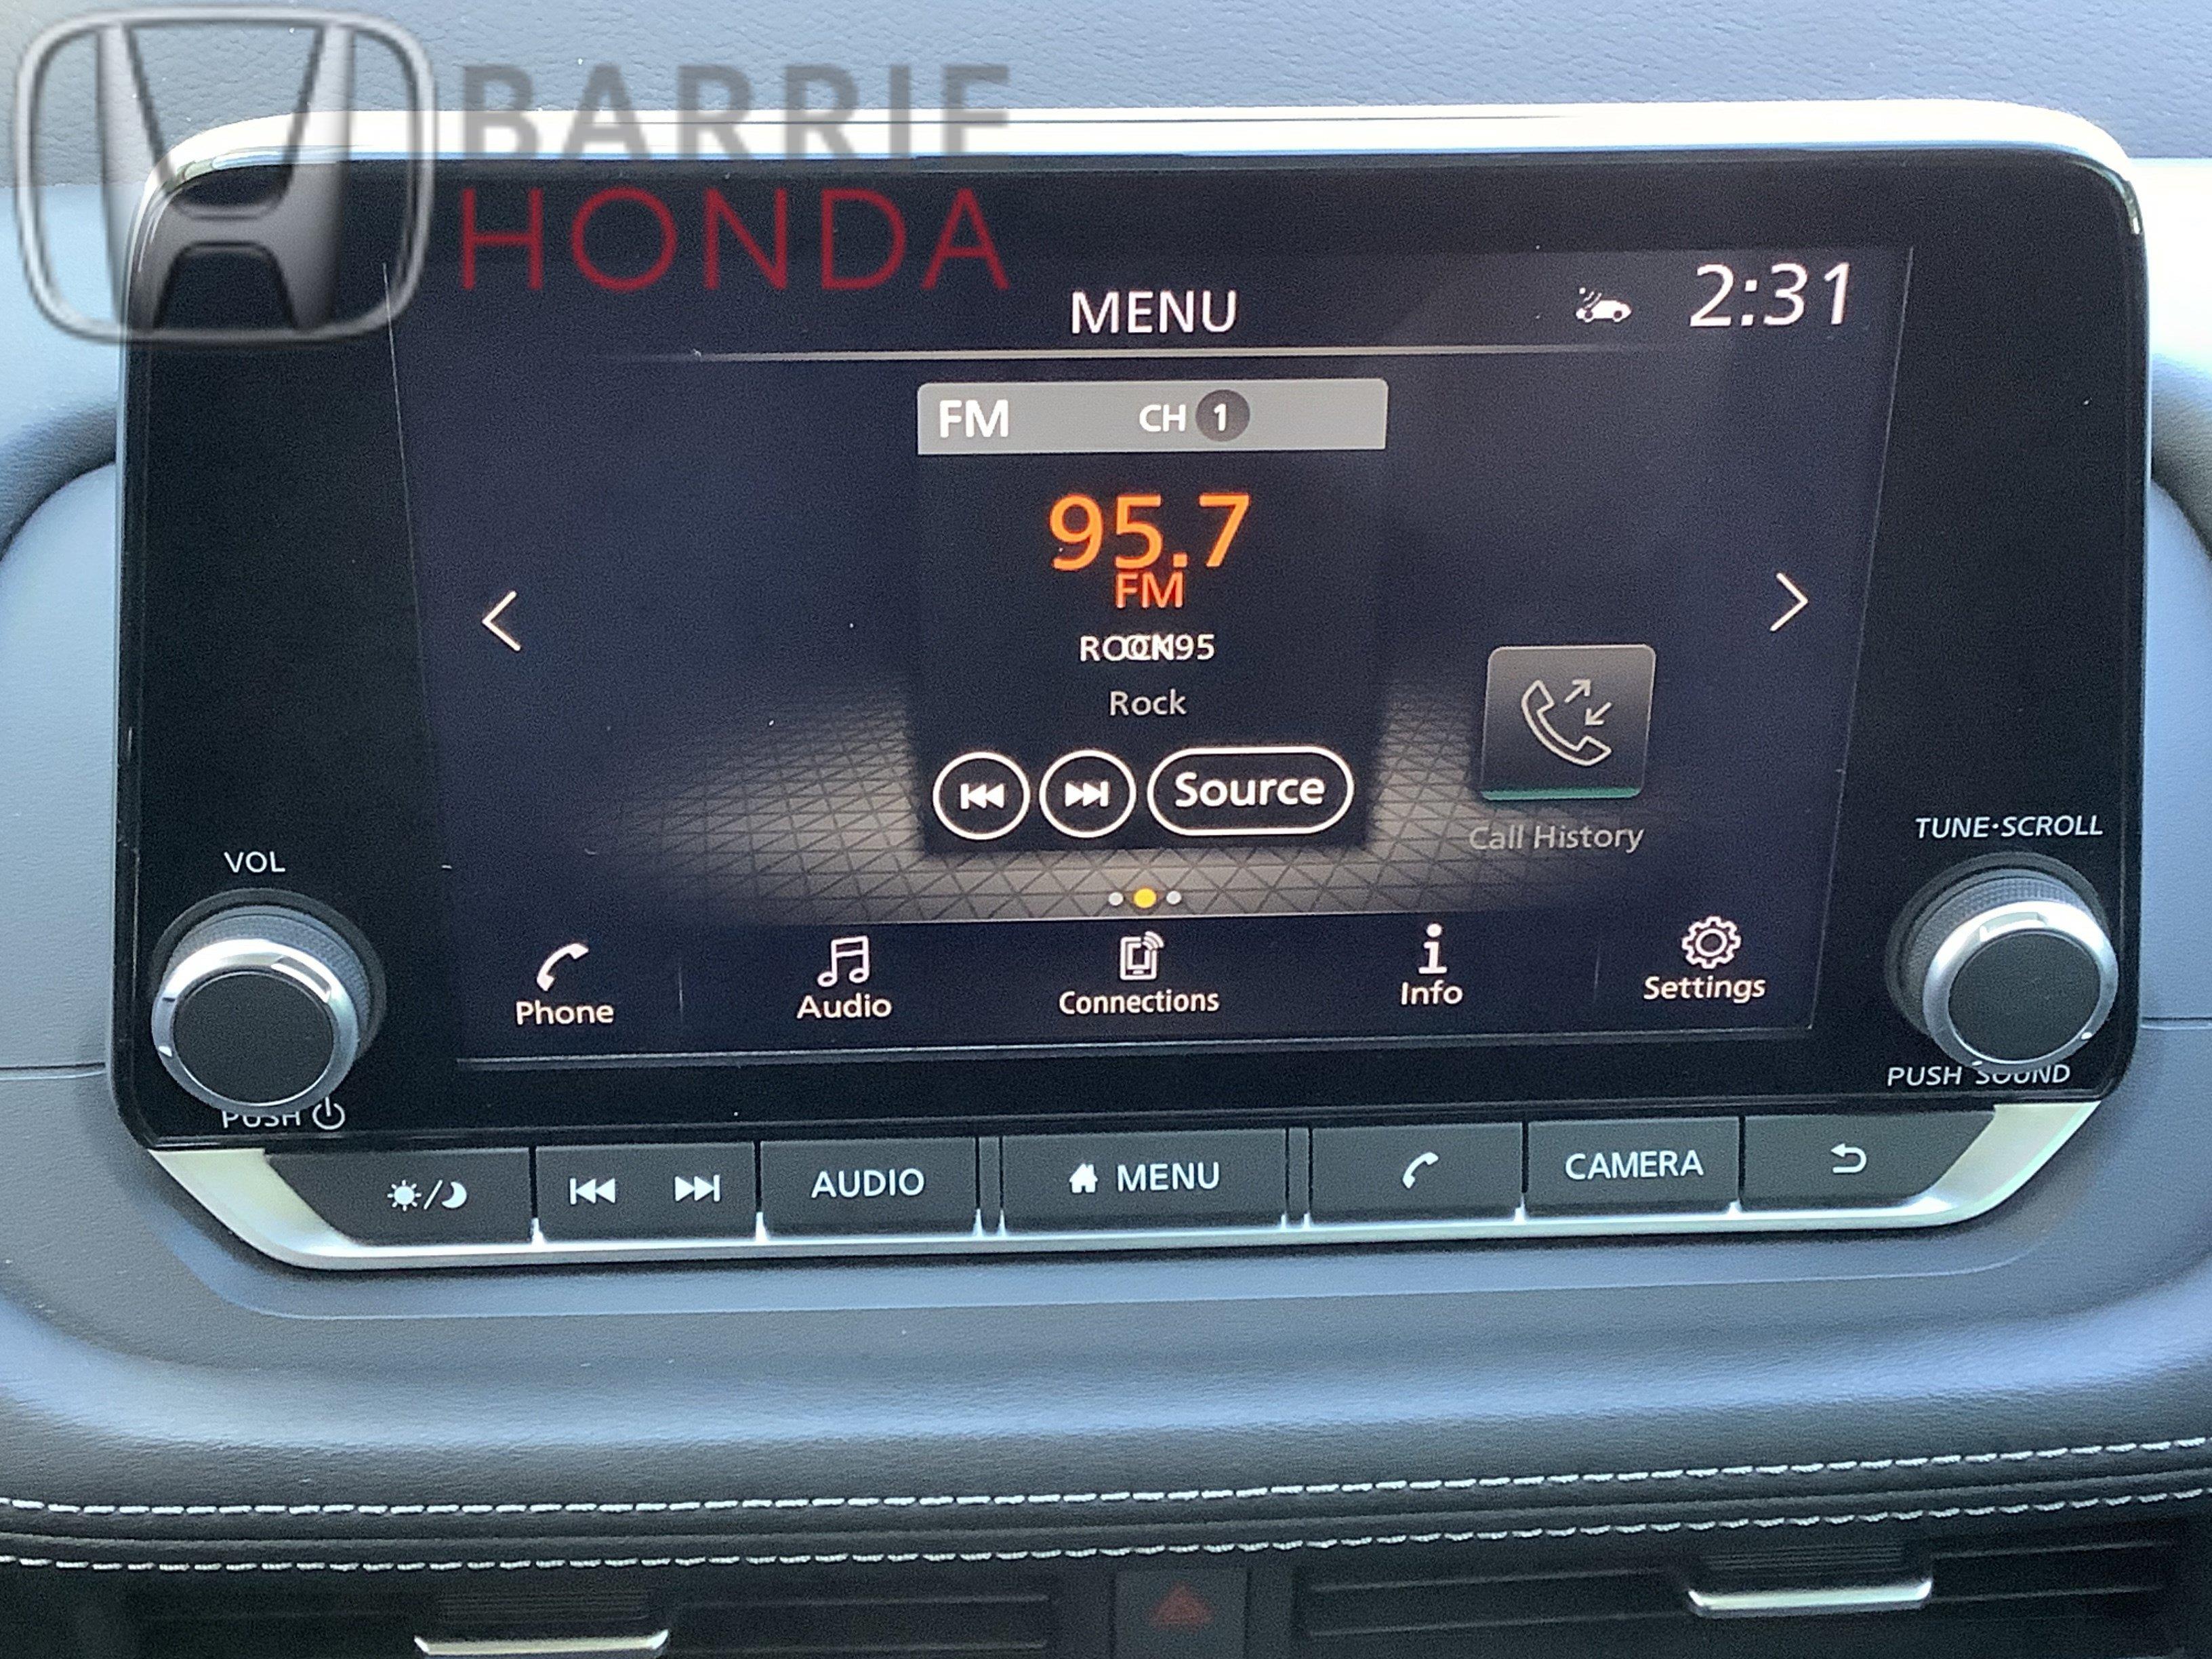 BARRIE
HONDA
MENU
2:31
FM CH 1
95.7
FM
Rock
Source
Call History
VOL
TUNE·SCROLL
Phone Audio Connections Info Settings
PUSH
PUSH SOUND
AUDIO MENU CAMERA